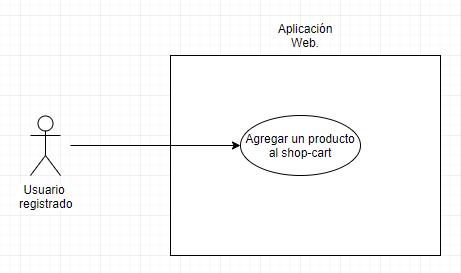 Aplicación
Web.
Agregar un producto
al shop-cart
Usuario
registrado